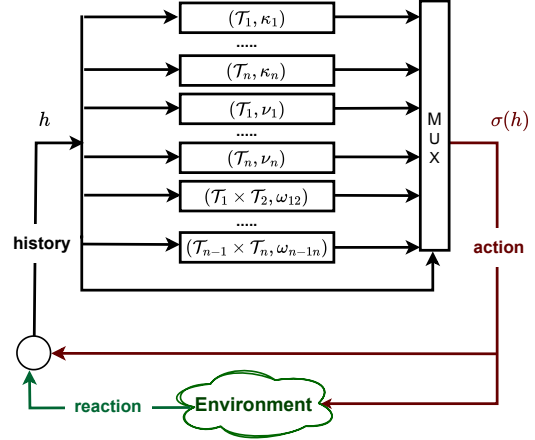 (𝒯₁, κ₁)
.....
(𝒯ₙ, κₙ)
(𝒯₁, ν₁)
.....
(𝒯ₙ, νₙ)
(𝒯₁ × 𝒯₂, ω₁₂)
.....
(𝒯ₙ₋₁ × 𝒯ₙ, ωₙ₋₁ₙ)
M
U
X
h
σ(h)
history
action
reaction
Environment